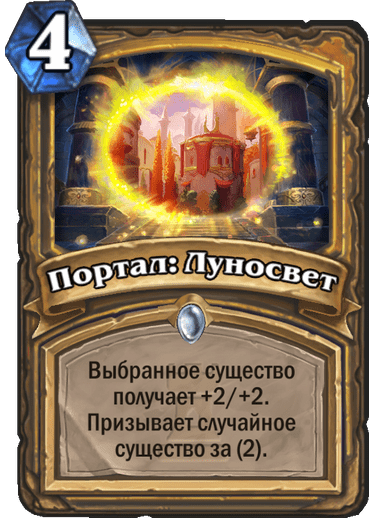 4
Портал: Луносвет
Выбранное существо
получает +2/+2.
Призывает случайное
существо за (2).